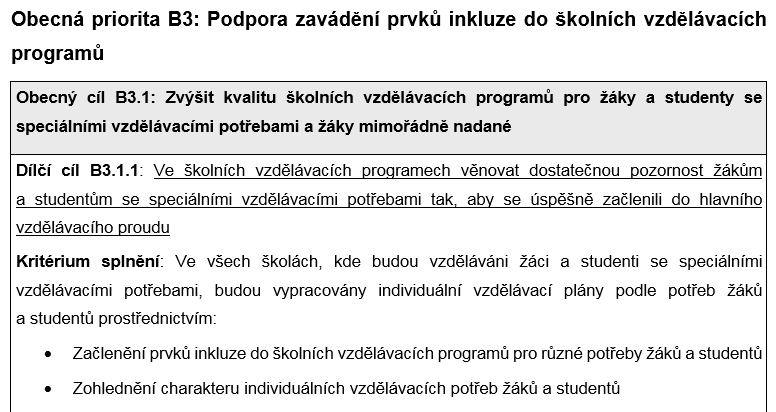 Obecná priorita B3: Podpora zavádění prvků inkluze do školních vzdělávacích
programů
Obecný cíl B3.1: Zvýšit kvalitu školních vzdělávacích programů pro žáky a studenty se
speciálními vzdělávacími potřebami a žáky mimořádně nadané
Dílčí cíl B3.1.1: Ve školních vzdělávacích programech věnovat dostatečnou pozornost žákům
a studentům se speciálními vzdělávacími potřebami tak, aby se úspěšně začlenili do hlavního
vzdělávacího proudu
Kritérium splnění: Ve všech školách, kde budou vzděláváni žáci a studenti se speciálními
vzdělávacími potřebami, budou vypracovány individuální vzdělávací plány podle potřeb žáků
a studentů prostřednictvím:
• Začlenění prvků inkluze do školních vzdělávacích programů pro různé potřeby žáků a studentů
• Zohlednění charakteru individuálních vzdělávacích potřeb žáků a studentů